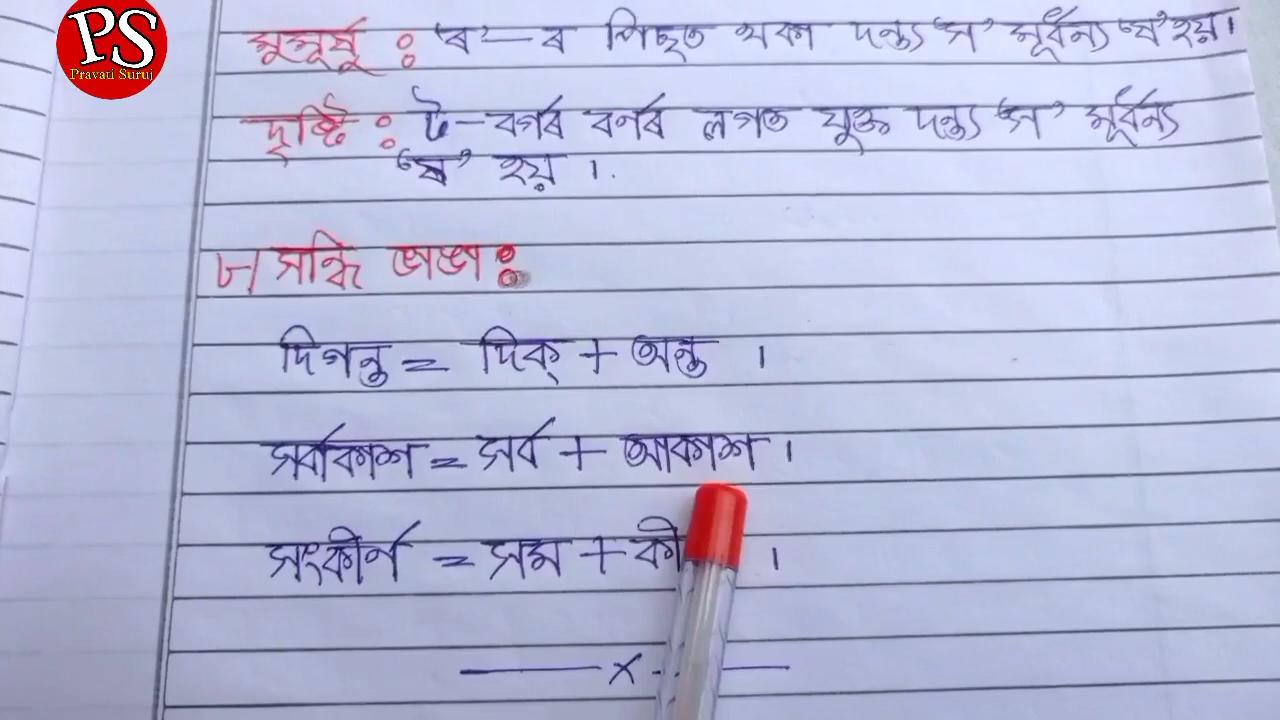 PS
Pravati Suruj
মুমূৰ্ষু : 'ৰ'–ৰ পিছত থকা দন্ত্য 'স' মূৰ্ধন্য 'ষ' হয়।
দৃষ্টি : ট–বৰ্গৰ বৰ্ণৰ লগত যুক্ত দন্ত্য 'স' মূৰ্ধন্য
'ষ' হয়।
৮। সন্ধি ভাঙা :
দিগন্ত = দিক্ + অন্ত ।
সৰ্বাকাশ = সৰ্ব + আকাশ ।
সংকীৰ্ণ = সম + কী ।
— x —